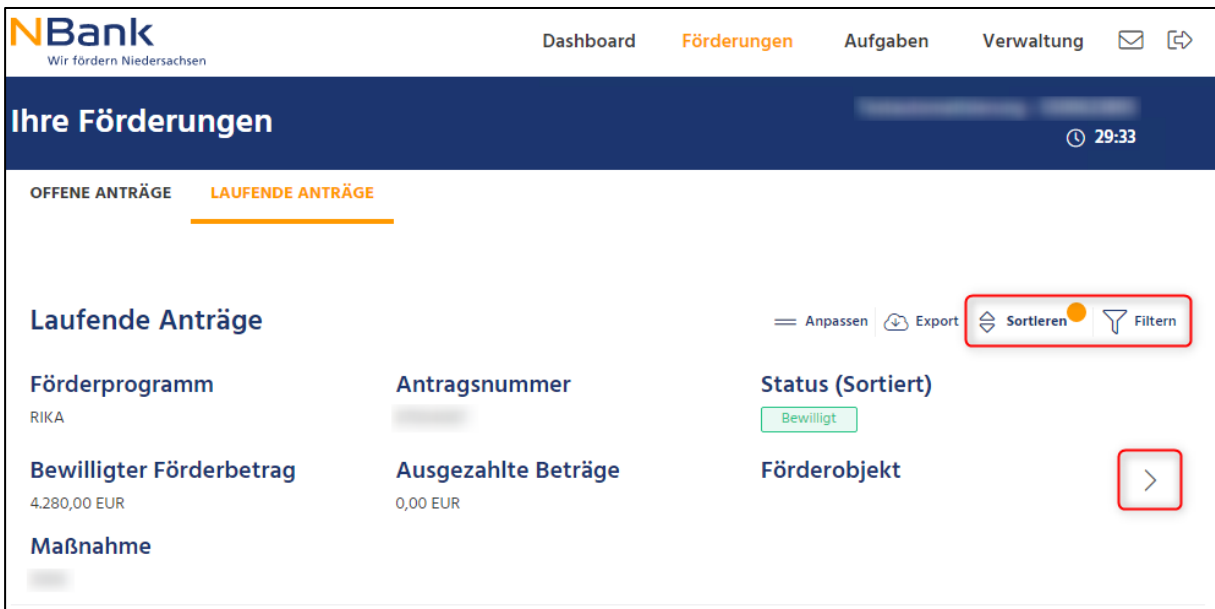 NBank
Wir fördern Niedersachsen
Dashboard Förderungen Aufgaben Verwaltung
Ihre Förderungen
29:33
OFFENE ANTRÄGE LAUFENDE ANTRÄGE
Laufende Anträge
Anpassen Export Sortieren Filtern
Förderprogramm Antragsnummer Status (Sortiert)
RIKA Bewilligt
Bewilligter Förderbetrag Ausgezahlte Beträge Förderobjekt
4.280,00 EUR 0,00 EUR
Maßnahme